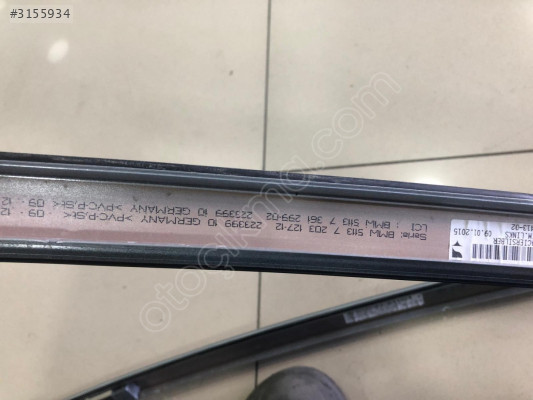 #3155934
Serie: BMW 5113 7 203 127-12 223399 10 GERMANY >PVC-P,SK< 09 12
LCI : BMW 5113 7 361 299-02 223399 10 GERMANY >PVC-P,SK< 09 12
09.01.2015
otocikma.com